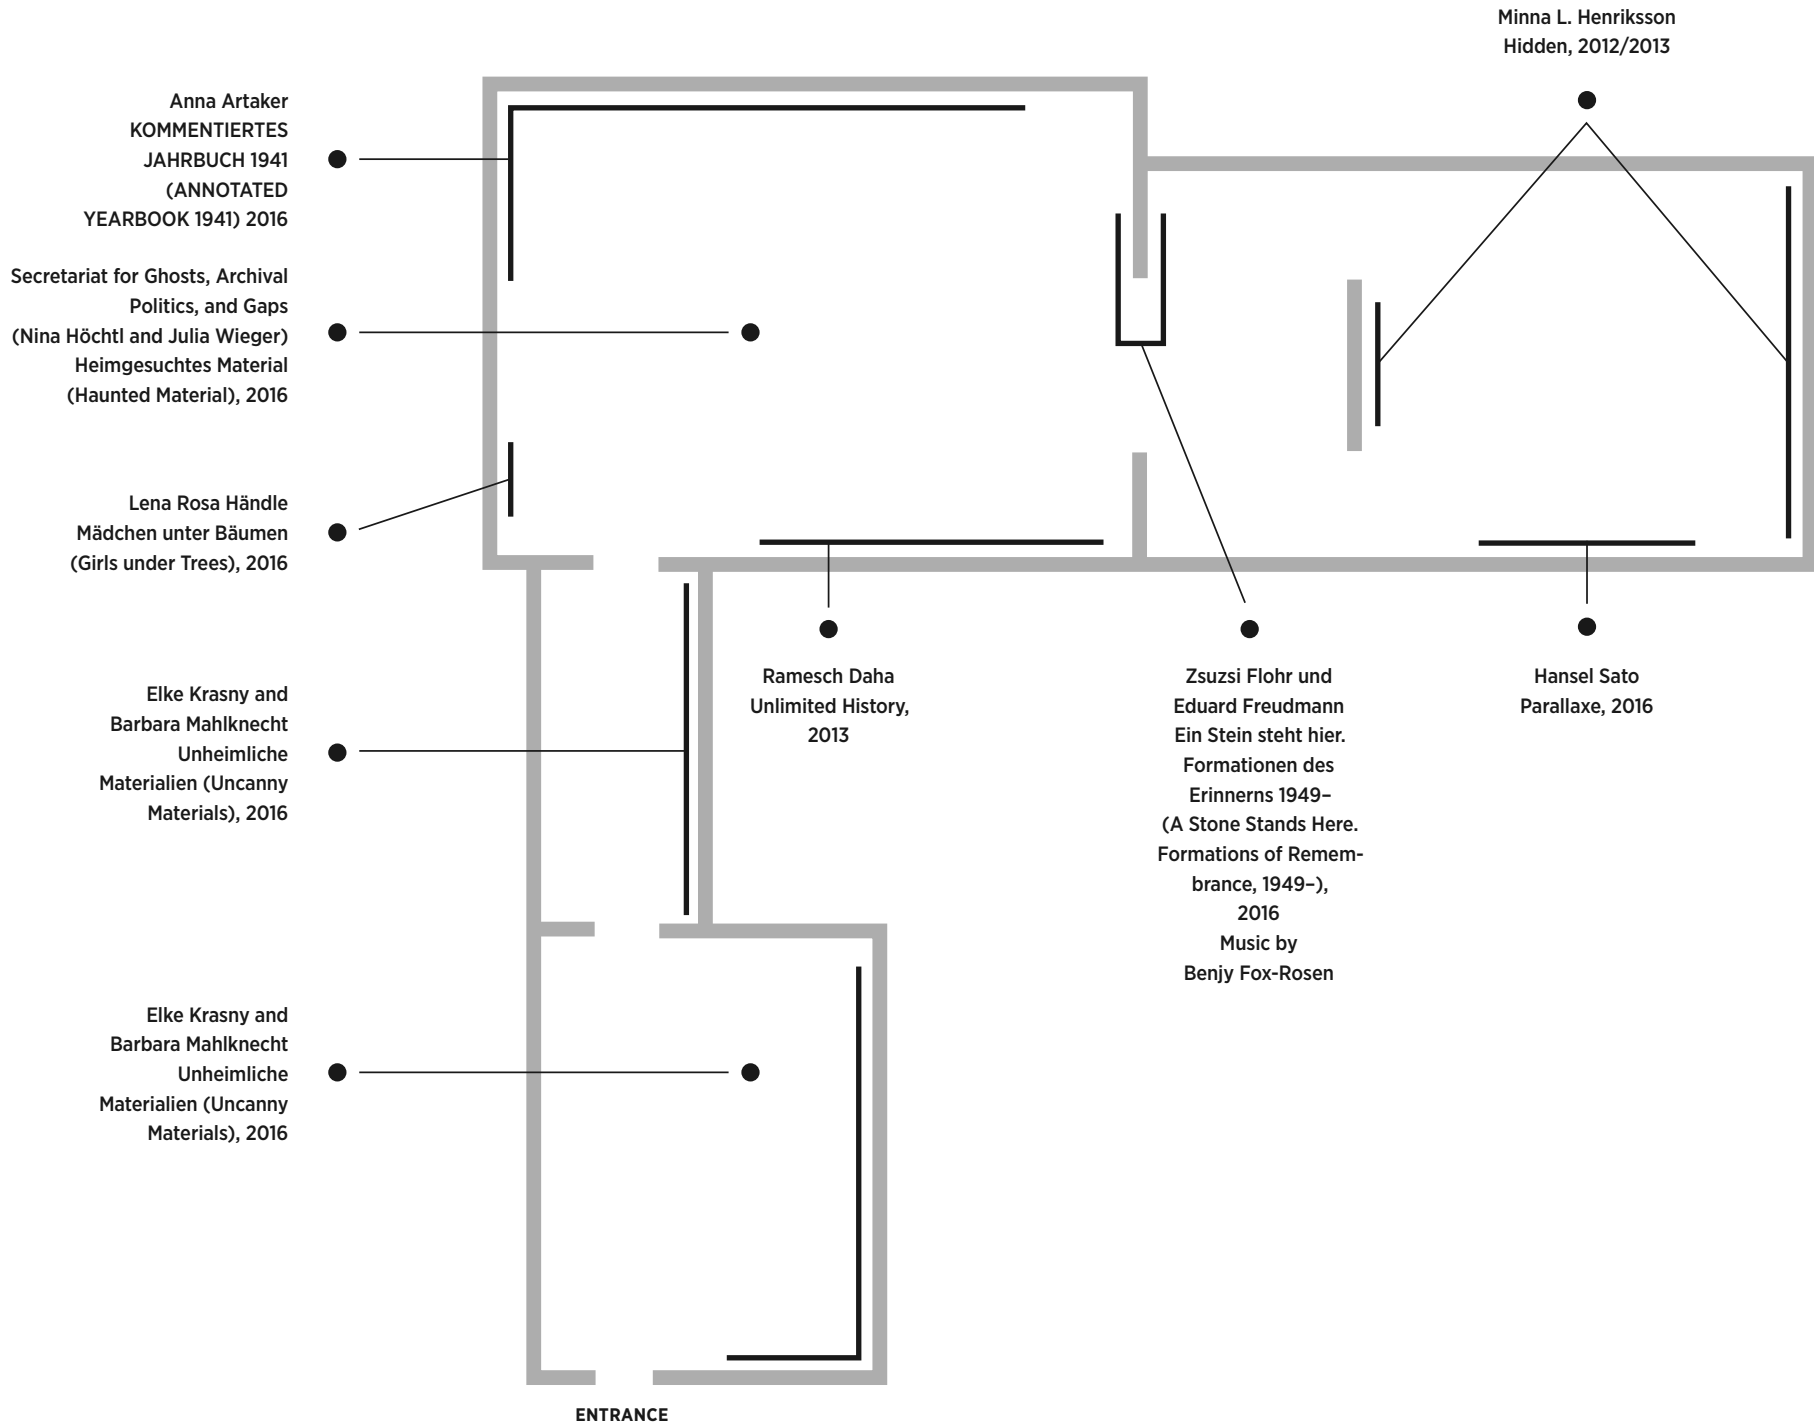 Minna L. Henriksson
Hidden, 2012/2013
Anna Artaker
KOMMENTIERTES
JAHRBUCH 1941
(ANNOTATED
YEARBOOK 1941) 2016
Secretariat for Ghosts, Archival
Politics, and Gaps
(Nina Höchtl and Julia Wieger)
Heimgesuchtes Material
(Haunted Material), 2016
Lena Rosa Händle
Mädchen unter Bäumen
(Girls under Trees), 2016
Elke Krasny and
Barbara Mahlknecht
Unheimliche
Materialien (Uncanny
Materials), 2016
Ramesch Daha
Unlimited History,
2013
Zsuzsi Flohr und
Eduard Freudmann
Ein Stein steht hier.
Formationen des
Erinnerns 1949–
(A Stone Stands Here.
Formations of Remem-
brance, 1949–),
2016
Music by
Benjy Fox-Rosen
Hansel Sato
Parallaxe, 2016
Elke Krasny and
Barbara Mahlknecht
Unheimliche
Materialien (Uncanny
Materials), 2016
ENTRANCE